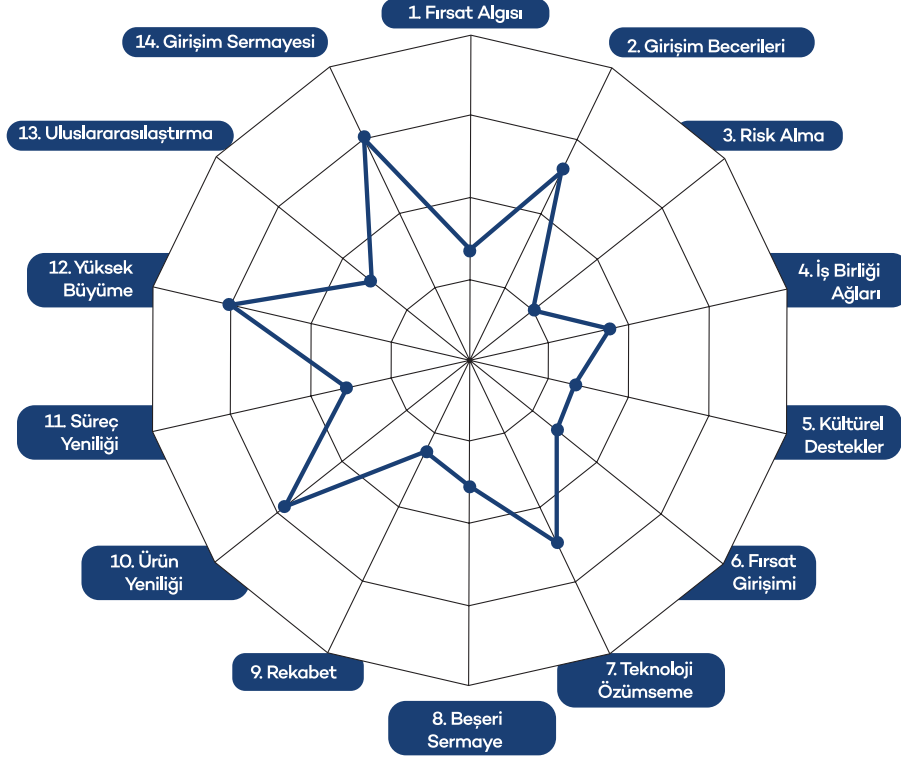 1. Fırsat Algısı
2. Girişim Becerileri
3. Risk Alma
4. İş Birliği
Ağları
5. Kültürel
Destekler
6. Fırsat
Girişimi
7. Teknoloji
Özümseme
8. Beşeri
Sermaye
9. Rekabet
10. Ürün
Yeniliği
11. Süreç
Yeniliği
12. Yüksek
Büyüme
13. Uluslararasılaştırma
14. Girişim Sermayesi